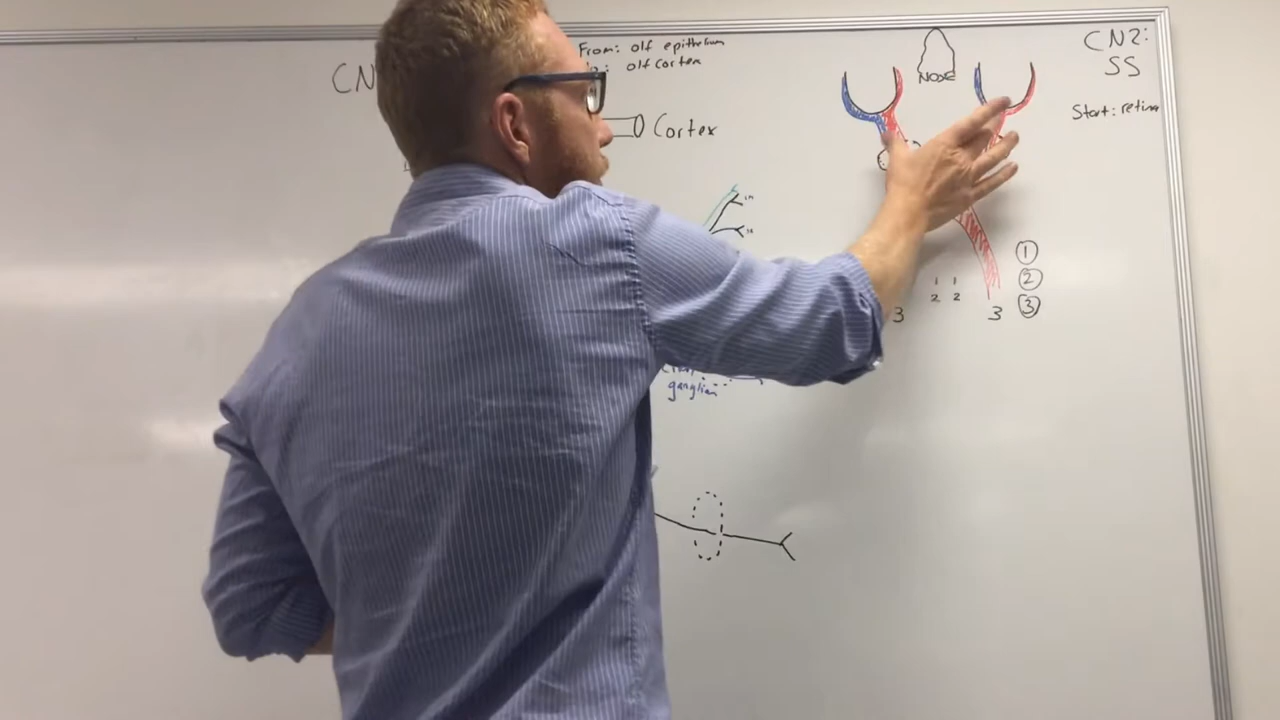 CN
From: olf epithelium
: olf cortex
Cortex
NOSE
CN2:
SS
Start: retina
1
2
3
1 1
2 2
3 3
ganglion